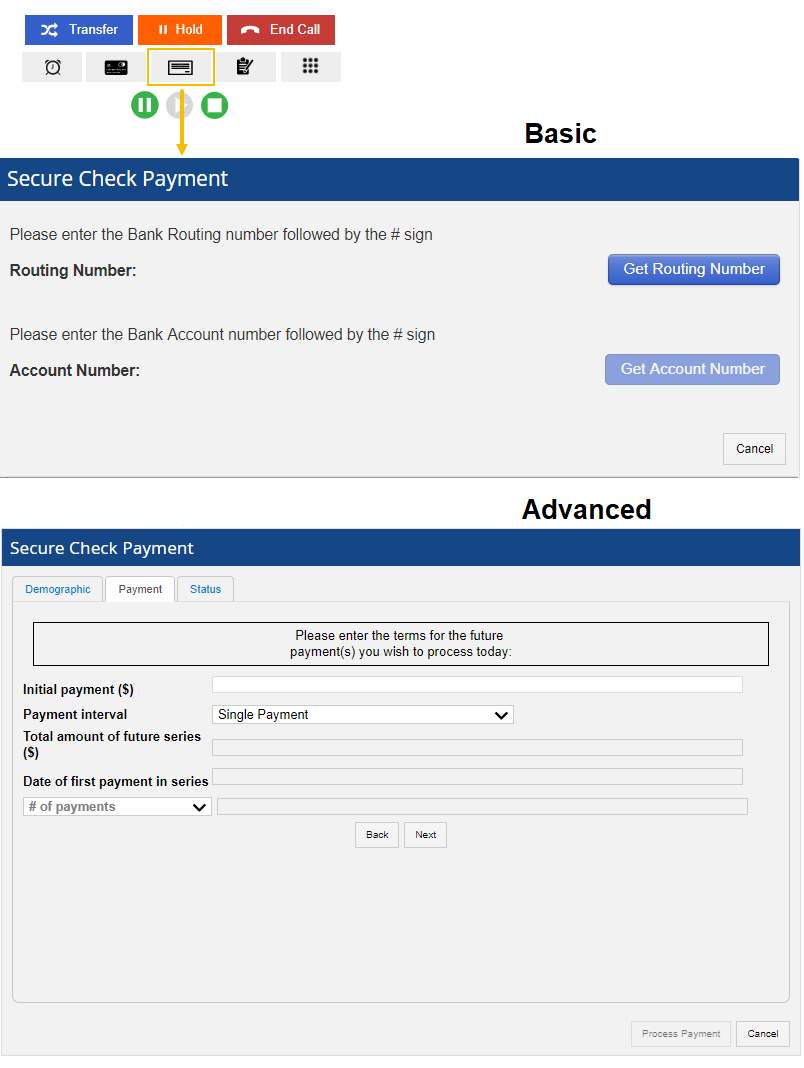 Transfer
Hold
End Call
Basic
Secure Check Payment
Please enter the Bank Routing number followed by the # sign
Routing Number:
Get Routing Number
Please enter the Bank Account number followed by the # sign
Account Number:
Get Account Number
Cancel
Advanced
Secure Check Payment
Demographic
Payment
Status
Please enter the terms for the future
payment(s) you wish to process today:
Initial payment ($)
Payment interval
Single Payment
Total amount of future series
($)
Date of first payment in series
# of payments
Back
Next
Process Payment
Cancel